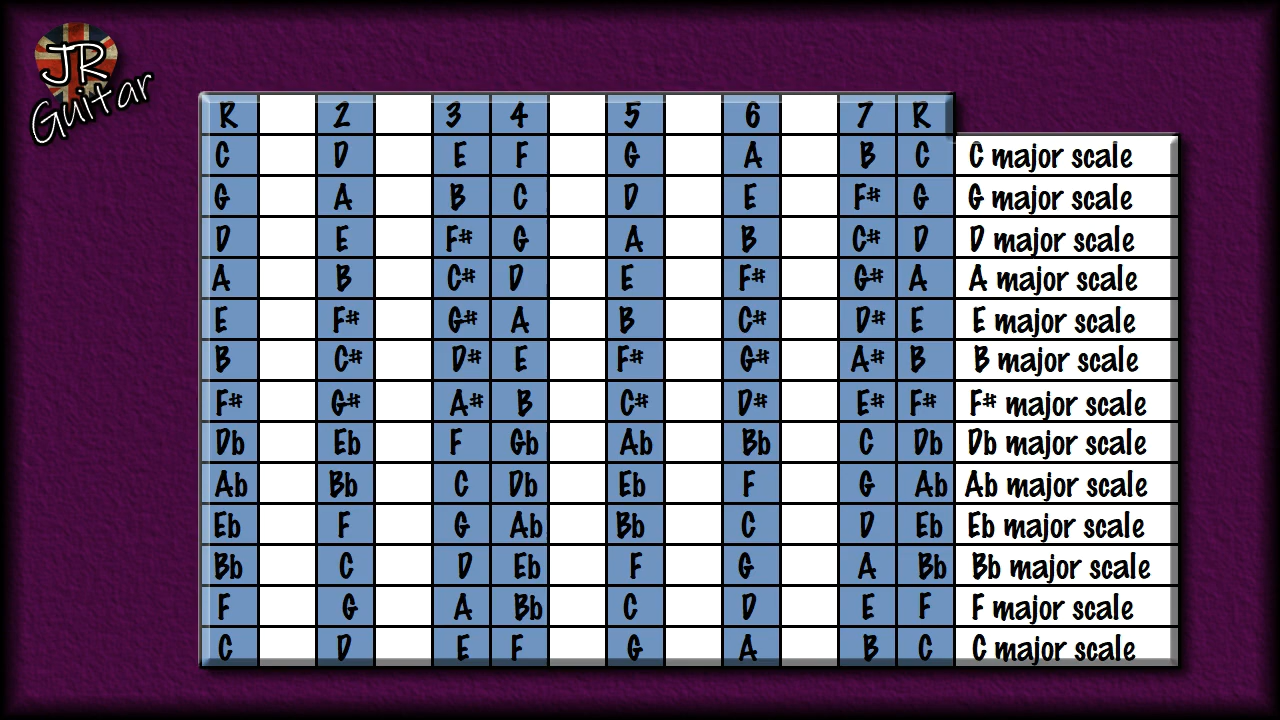 JR
Guitar
R 2 3 4 5 6 7 R
C D E F G A B C C major scale
G A B C D E F# G G major scale
D E F# G A B C# D D major scale
A B C# D E F# G# A A major scale
E F# G# A B C# D# E E major scale
B C# D# E F# G# A# B B major scale
F# G# A# B C# D# E# F# F# major scale
Db Eb F Gb Ab Bb C Db Db major scale
Ab Bb C Db Eb F G Ab Ab major scale
Eb F G Ab Bb C D Eb Eb major scale
Bb C D Eb F G A Bb Bb major scale
F G A Bb C D E F F major scale
C D E F G A B C C major scale